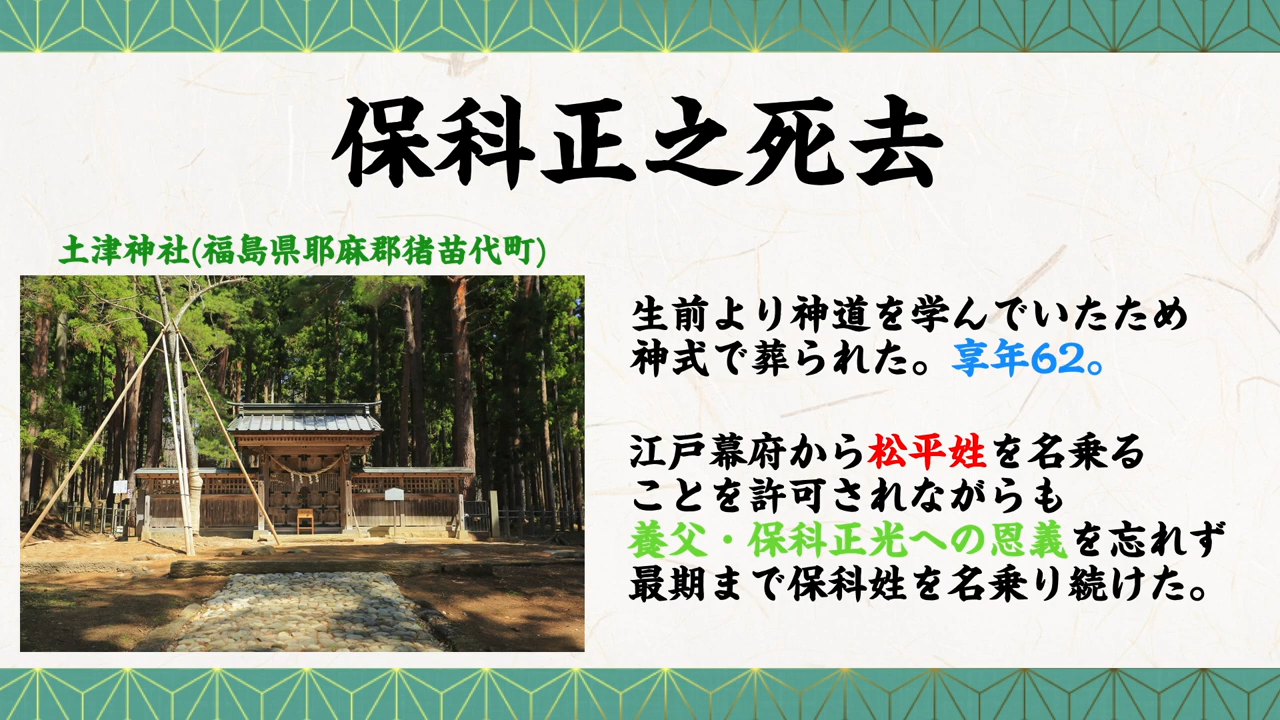 保科正之死去
土津神社(福島県耶麻郡猪苗代町)
生前より神道を学んでいたため
神式で葬られた。享年62。
江戸幕府から松平姓を名乗る
ことを許可されながらも
養父・保科正光への恩義を忘れず
最期まで保科姓を名乗り続けた。